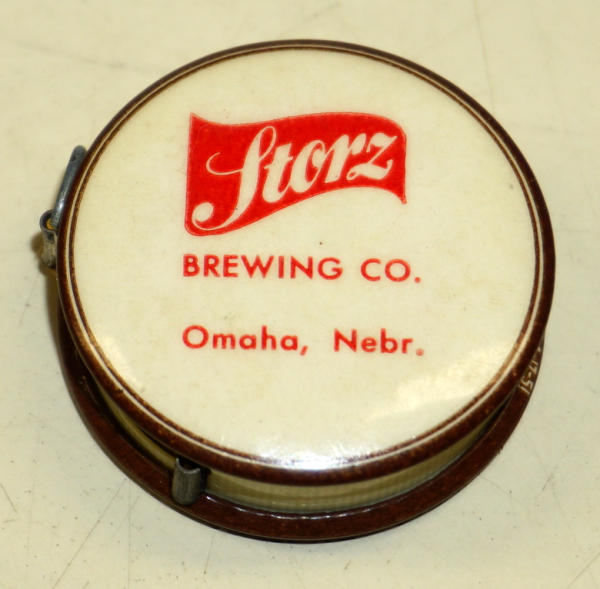 Storz
BREWING CO.
Omaha, Nebr.